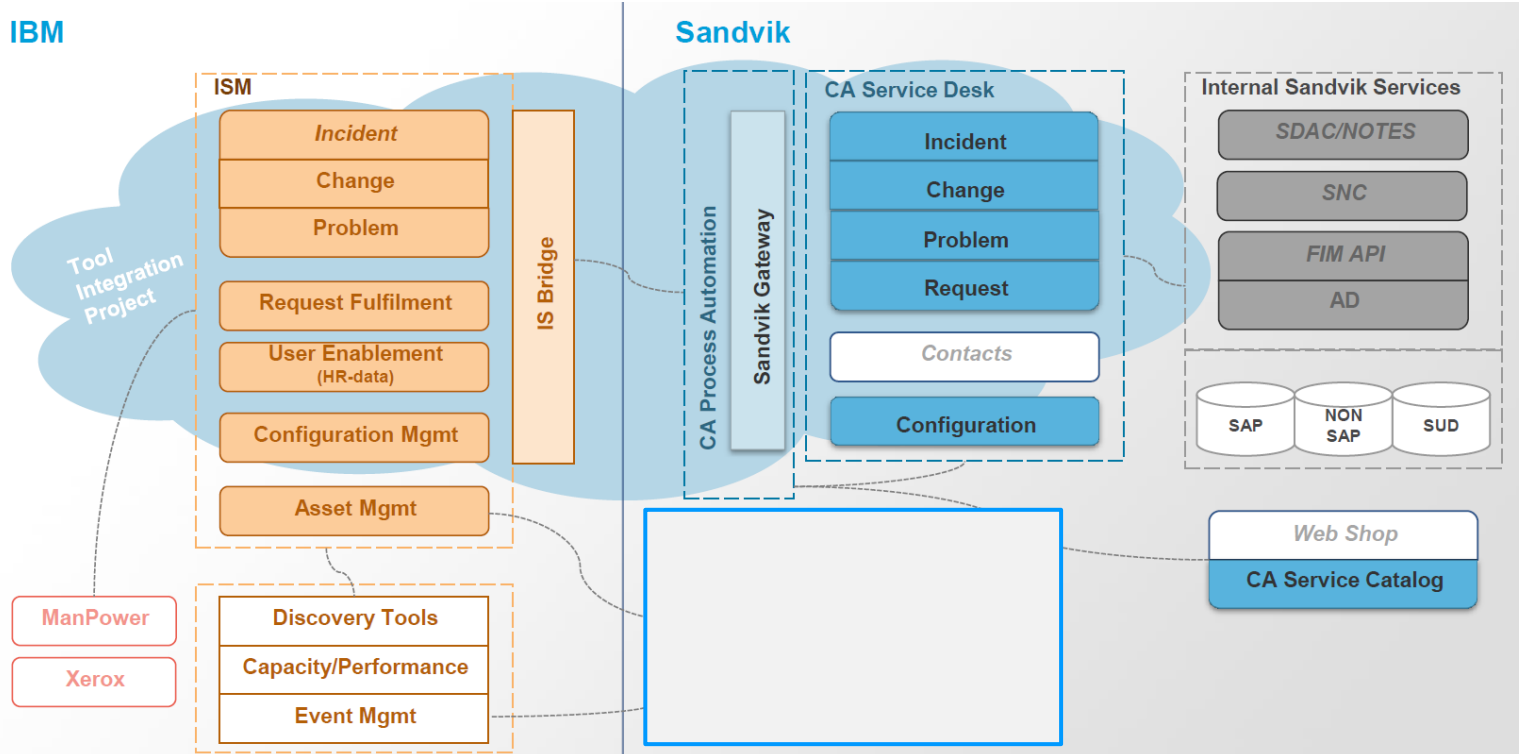 IBM
Sandvik
ISM
Incident
Change
Problem
Request Fulfilment
User Enablement
(HR-data)
Configuration Mgmt
Asset Mgmt
IS Bridge
Tool
Integration
Project
ManPower
Xerox
Discovery Tools
Capacity/Performance
Event Mgmt
CA Process Automation
Sandvik Gateway
CA Service Desk
Incident
Change
Problem
Request
Contacts
Configuration
Internal Sandvik Services
SDAC/NOTES
SNC
FIM API
AD
SAP
NON
SAP
SUD
Web Shop
CA Service Catalog